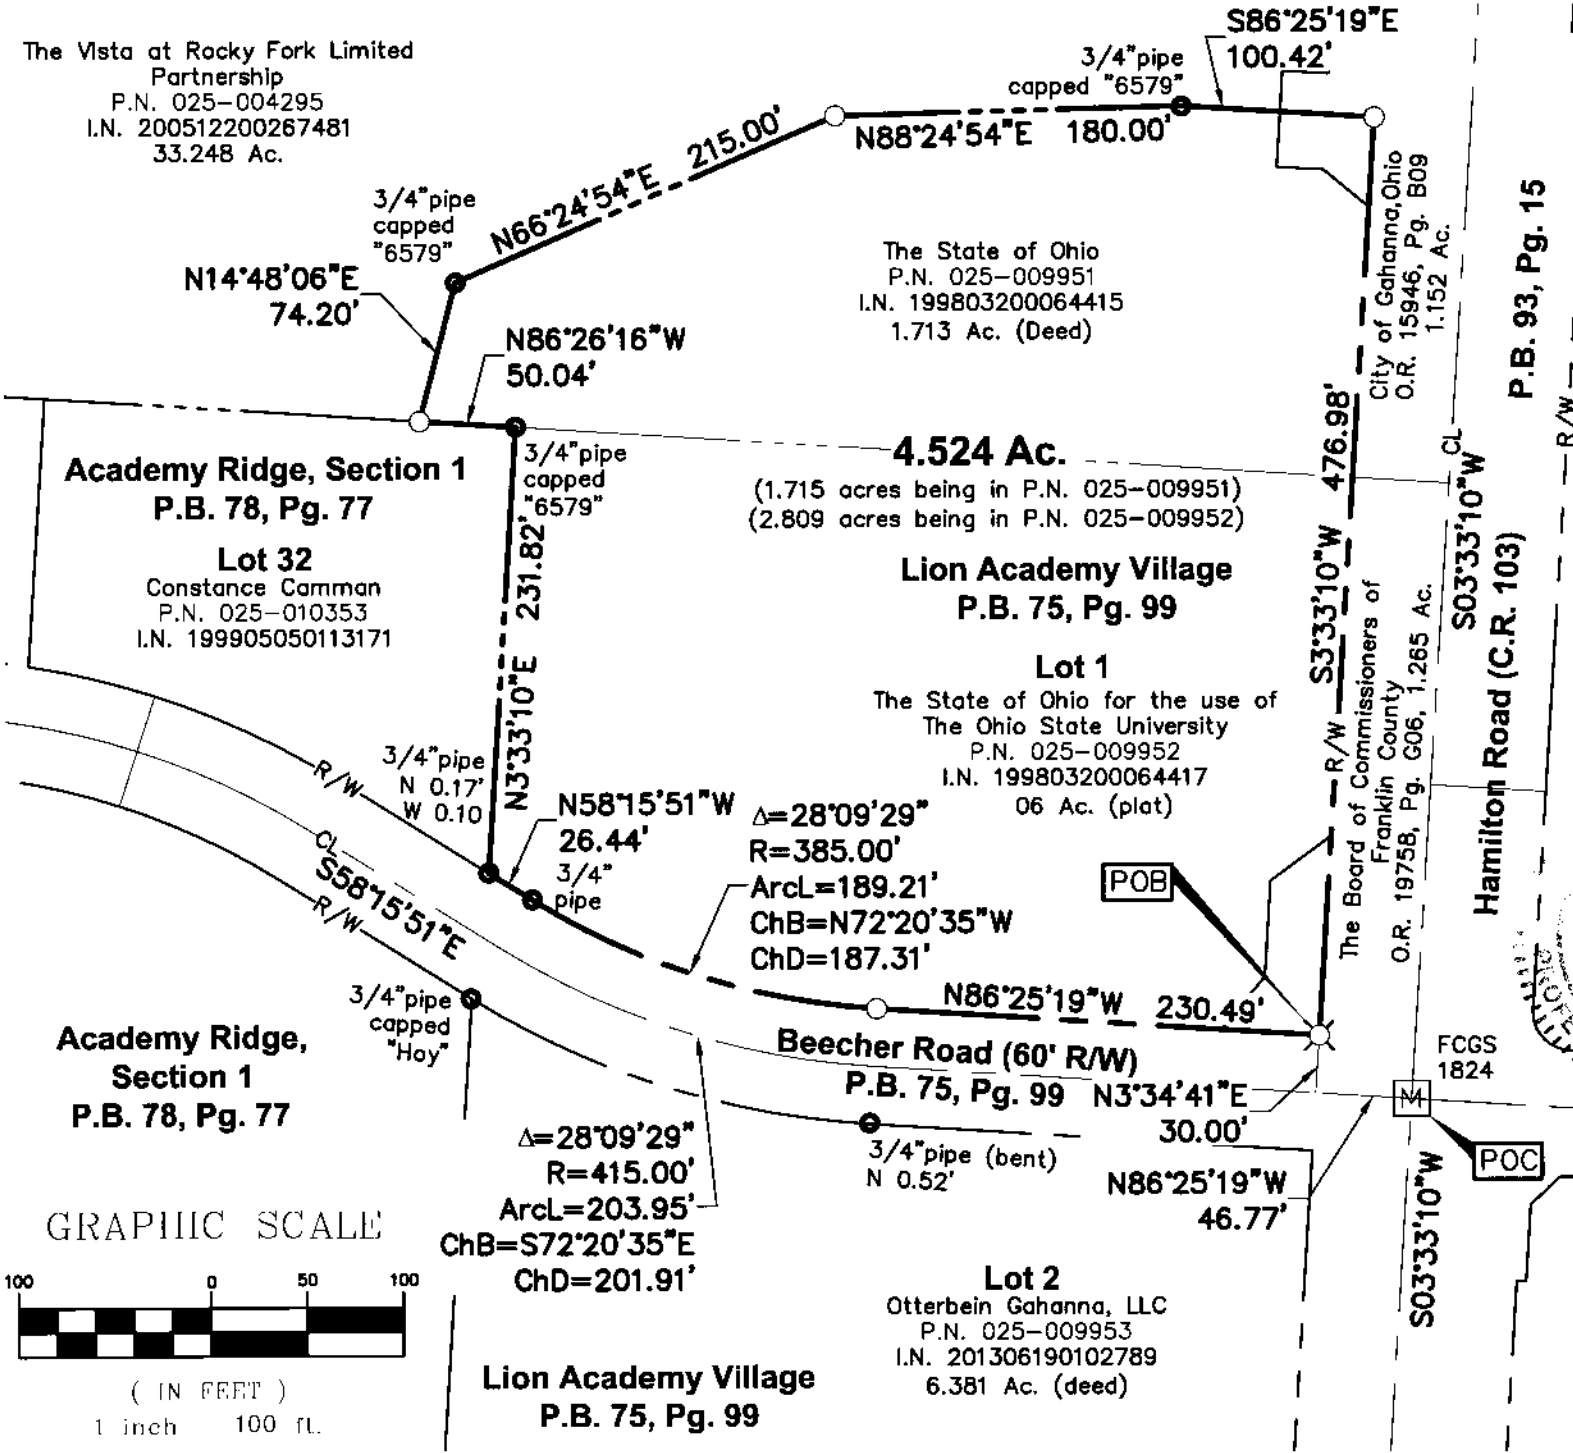 The Vista at Rocky Fork Limited
Partnership
P.N. 025-004295
I.N. 200512200267481
33.248 Ac.
S86°25'19"E
100.42'
3/4"pipe
capped "6579"
N88°24'54"E 180.00'
N66°24'54"E 215.00'
3/4"pipe
capped
"6579"
N14°48'06"E
74.20'
N86°26'16"W
50.04'
The State of Ohio
P.N. 025-009951
I.N. 199803200064415
1.713 Ac. (Deed)
City of Gahanna, Ohio
O.R. 15946, Pg. B09
1.152 Ac.
P.B. 93, Pg. 15
R/W
Academy Ridge, Section 1
P.B. 78, Pg. 77
Lot 32
Constance Camman
P.N. 025-010353
I.N. 199905050113171
3/4"pipe
capped
"6579"
N3°33'10"E 231.82'
4.524 Ac.
(1.715 acres being in P.N. 025-009951)
(2.809 acres being in P.N. 025-009952)
Lion Academy Village
P.B. 75, Pg. 99
Lot 1
The State of Ohio for the use of
The Ohio State University
P.N. 025-009952
I.N. 199803200064417
06 Ac. (plat)
S3°33'10"W 476.98'
R/W
The Board of Commissioners of
Franklin County
O.R. 19758, Pg. G06, 1.265 Ac.
CL
S03°33'10"W
Hamilton Road (C.R. 103)
R/W
3/4"pipe
N 0.17'
W 0.10
N58°15'51"W
26.44'
3/4"
pipe
Δ=28°09'29"
R=385.00'
ArcL=189.21'
ChB=N72°20'35"W
ChD=187.31'
POB
CL
S58°15'51"E
R/W
N86°25'19"W 230.49'
Beecher Road (60' R/W)
P.B. 75, Pg. 99
N3°34'41"E
30.00'
FCGS
1824
M
POC
3/4"pipe
capped
"Hoy"
Academy Ridge,
Section 1
P.B. 78, Pg. 77
Δ=28°09'29"
R=415.00'
ArcL=203.95'
ChB=S72°20'35"E
ChD=201.91'
3/4"pipe (bent)
N 0.52'
N86°25'19"W
46.77'
S03°33'10"W
GRAPHIC SCALE
100 0 50 100
( IN FEET )
1 inch 100 ft.
Lot 2
Otterbein Gahanna, LLC
P.N. 025-009953
I.N. 201306190102789
6.381 Ac. (deed)
Lion Academy Village
P.B. 75, Pg. 99